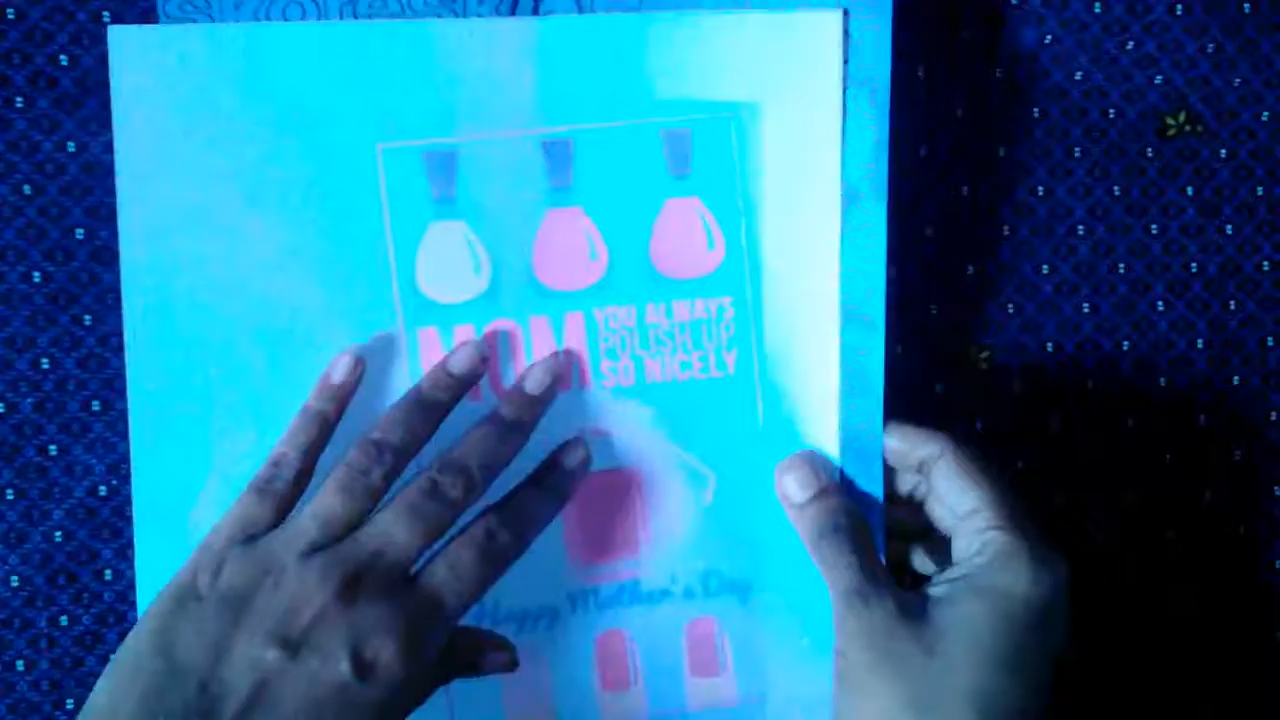 MOM
YOU ALWAYS
POLISH UP
SO NICELY
Happy Mother's Day